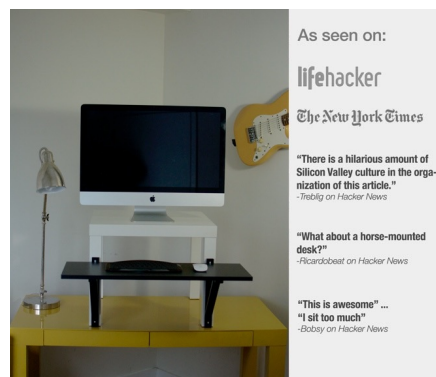 As seen on:
lifehacker
The New York Times
“There is a hilarious amount of
Silicon Valley culture in the orga-
nization of this article.”
-Treblig on Hacker News
“What about a horse-mounted
desk?”
-Ricardobeat on Hacker News
“This is awesome” ...
“I sit too much”
-Bobsy on Hacker News